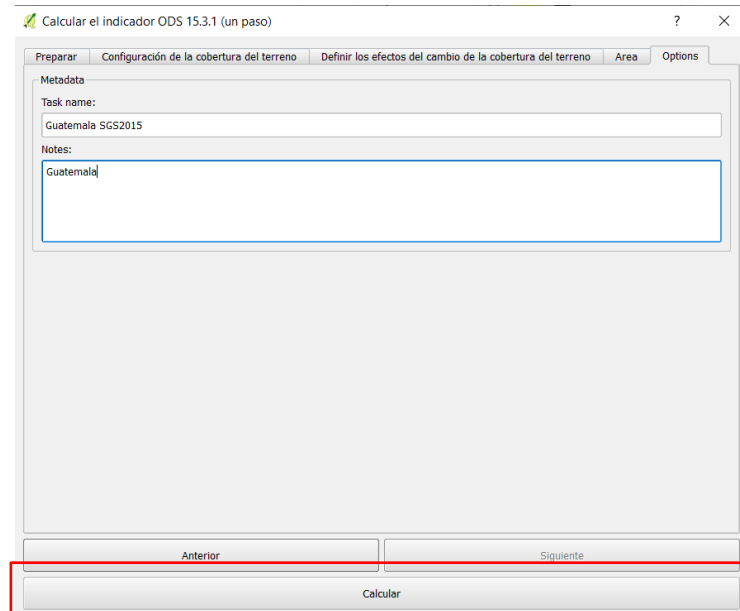 Calcular el indicador ODS 15.3.1 (un paso) ?
Preparar Configuración de la cobertura del terreno Definir los efectos del cambio de la cobertura del terreno Area Options
Metadata
Task name:
Guatemala SGS2015
Notes:
Guatemala
Anterior Siguiente
Calcular